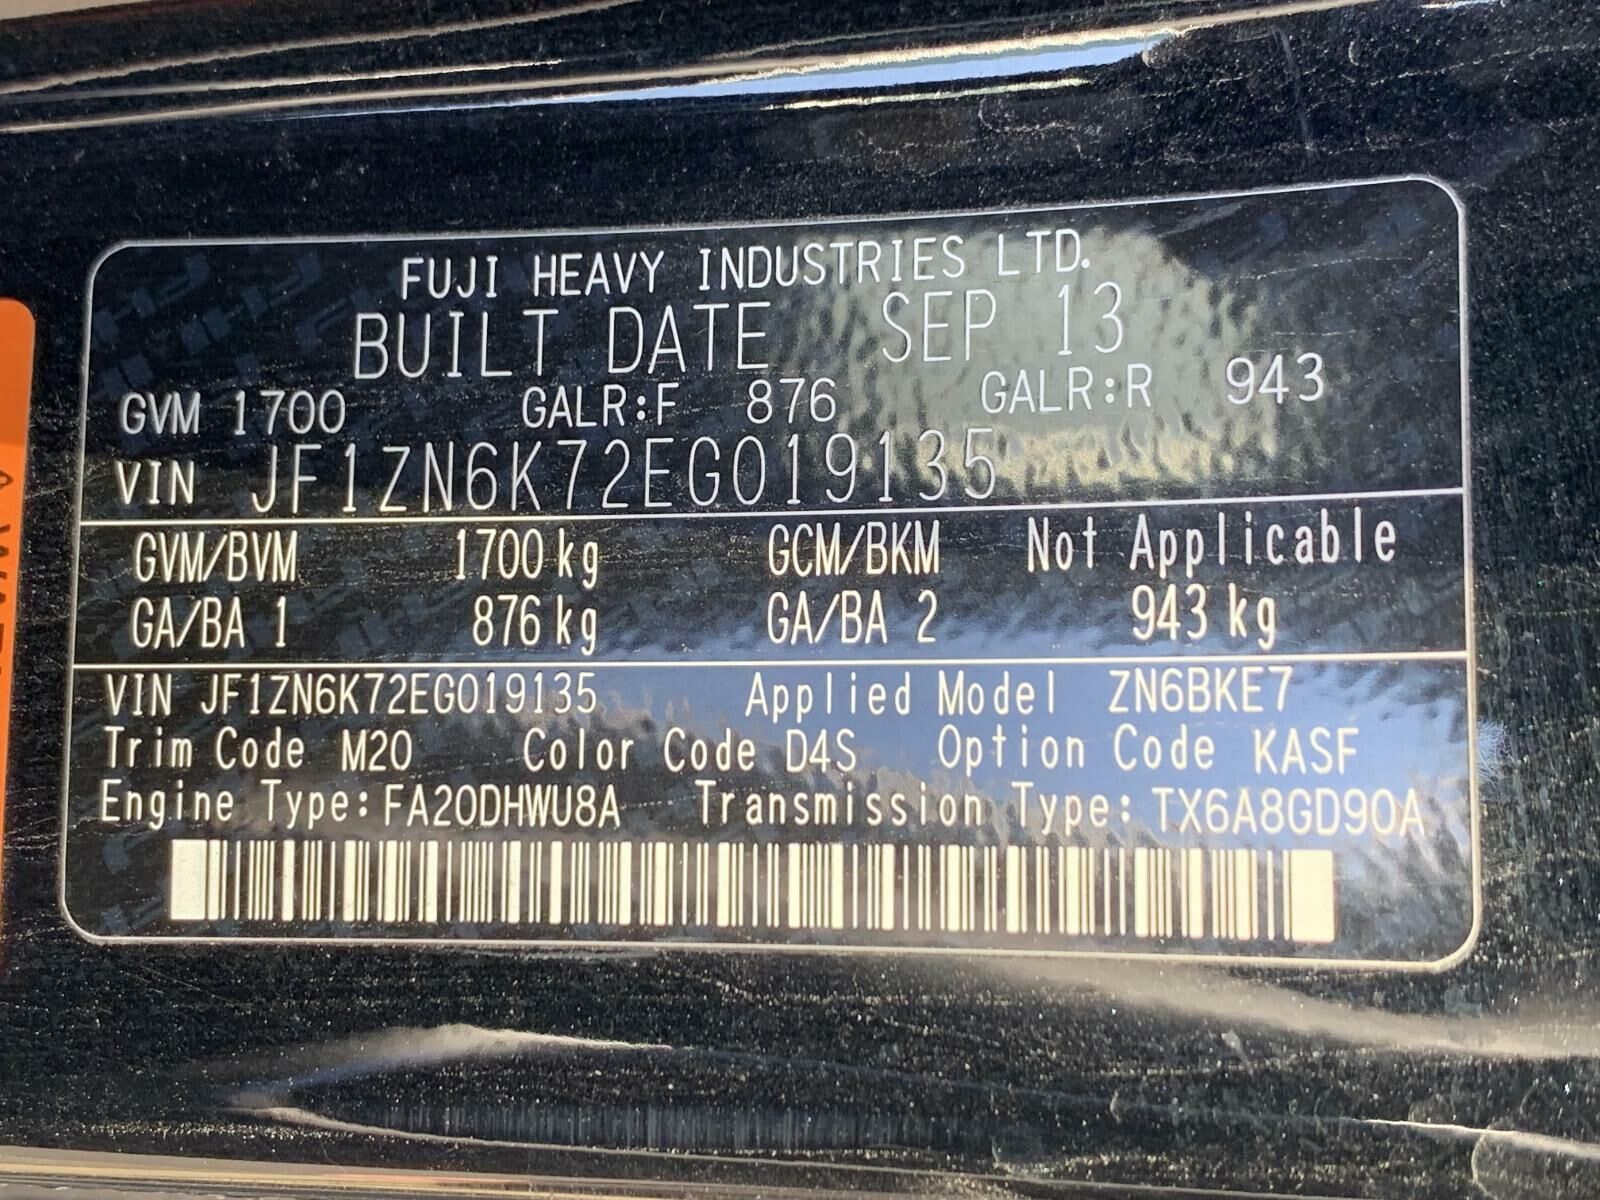 FUJI HEAVY INDUSTRIES LTD.
BUILT DATE SEP 13
GVM 1700 GALR:F 876 GALR:R 943
VIN JF1ZN6K72EG019135
GVM/BVM 1700 kg GCM/BKM Not Applicable
GA/BA 1 876 kg GA/BA 2 943 kg
VIN JF1ZN6K72EG019135 Applied Model ZN6BKE7
Trim Code M20 Color Code D4S Option Code KASF
Engine Type:FA20DHWU8A Transmission Type:TX6A8GD90A